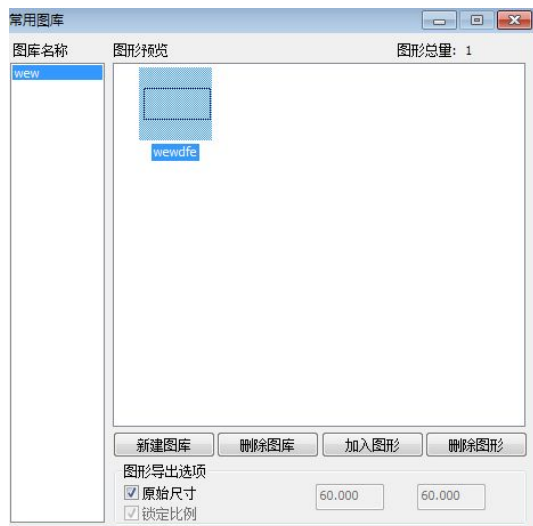 常用图库
图库名称 图形预览 图形总量: 1
wew
wewdfe
新建图库 删除图库 加入图形 删除图形
图形导出选项
原始尺寸 60.000 60.000
锁定比例